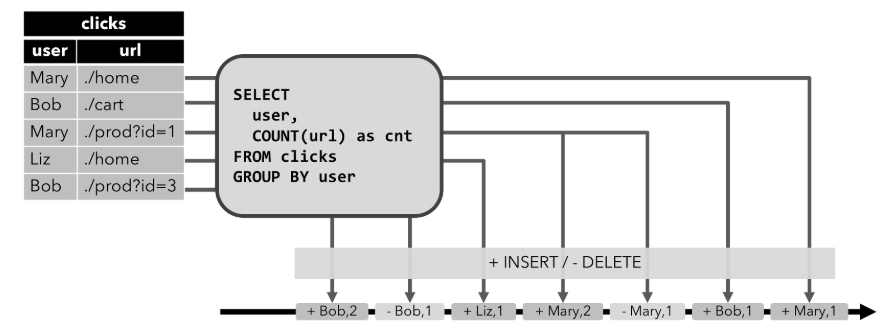 clicks
user url
Mary ./home
Bob ./cart
Mary ./prod?id=1
Liz ./home
Bob ./prod?id=3
SELECT
user,
COUNT(url) as cnt
FROM clicks
GROUP BY user
+ INSERT / - DELETE
+ Bob,2 - Bob,1 + Liz,1 + Mary,2 - Mary,1 + Bob,1 + Mary,1